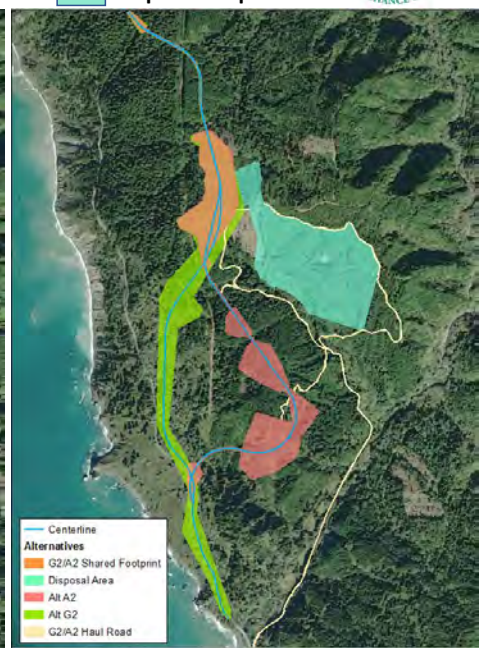 Centerline
Alternatives
G2/A2 Shared Footprint
Disposal Area
Alt A2
Alt G2
G2/A2 Haul Road